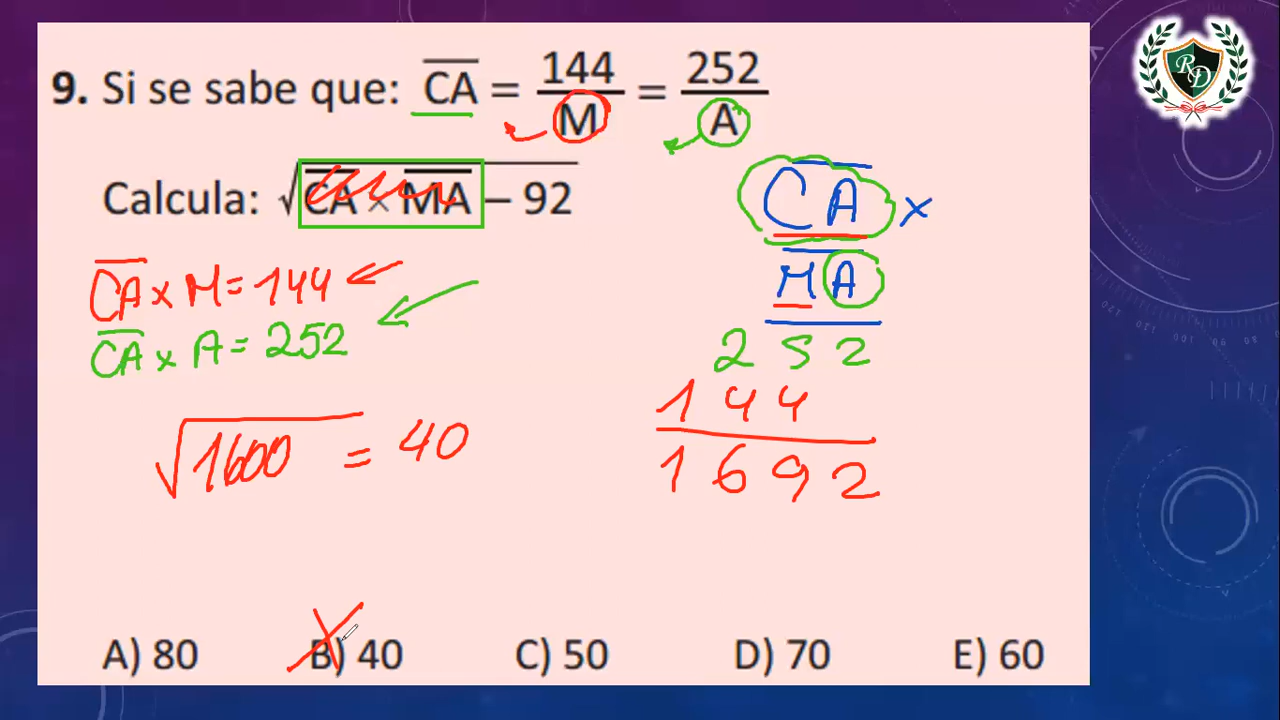 9. Si se sabe que: CA = 144/M = 252/A
Calcula: √CA × MA – 92
CA x M = 144
CA x A = 252
√1600 = 40
CA x
MA
252
144
1692
A) 80 B) 40 C) 50 D) 70 E) 60
RD